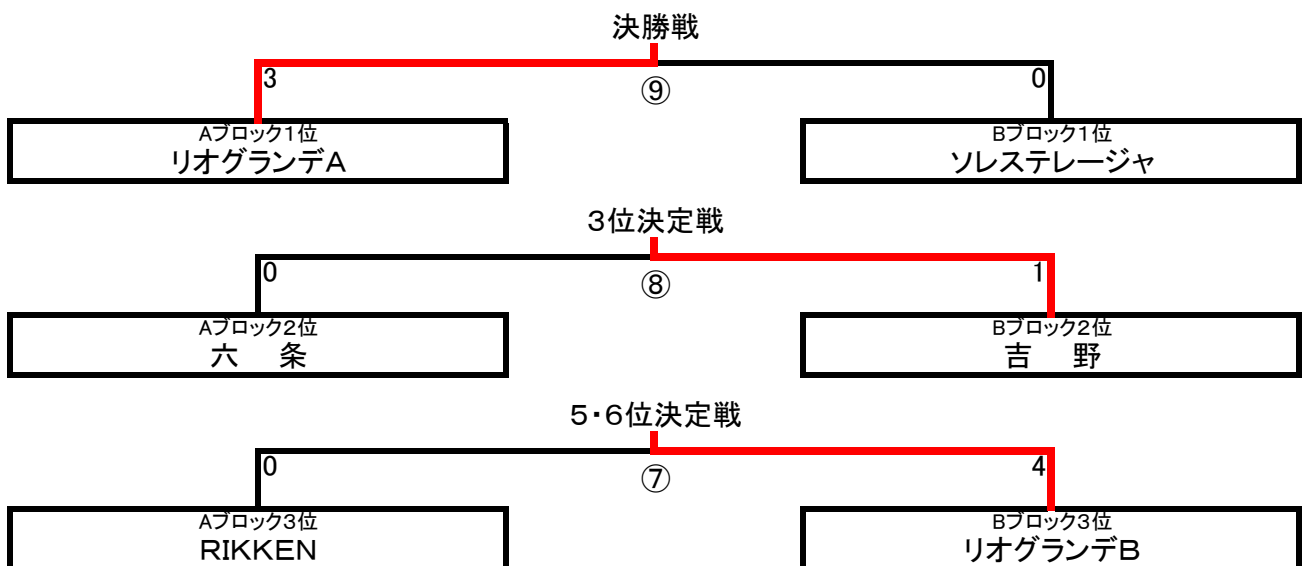 決勝戦
3
0
⑨
Aブロック1位
リオグランデA
Bブロック1位
ソレステレージャ
3位決定戦
0
1
⑧
Aブロック2位
六　条
Bブロック2位
吉　野
5・6位決定戦
0
4
⑦
Aブロック3位
RIKKEN
Bブロック3位
リオグランデB